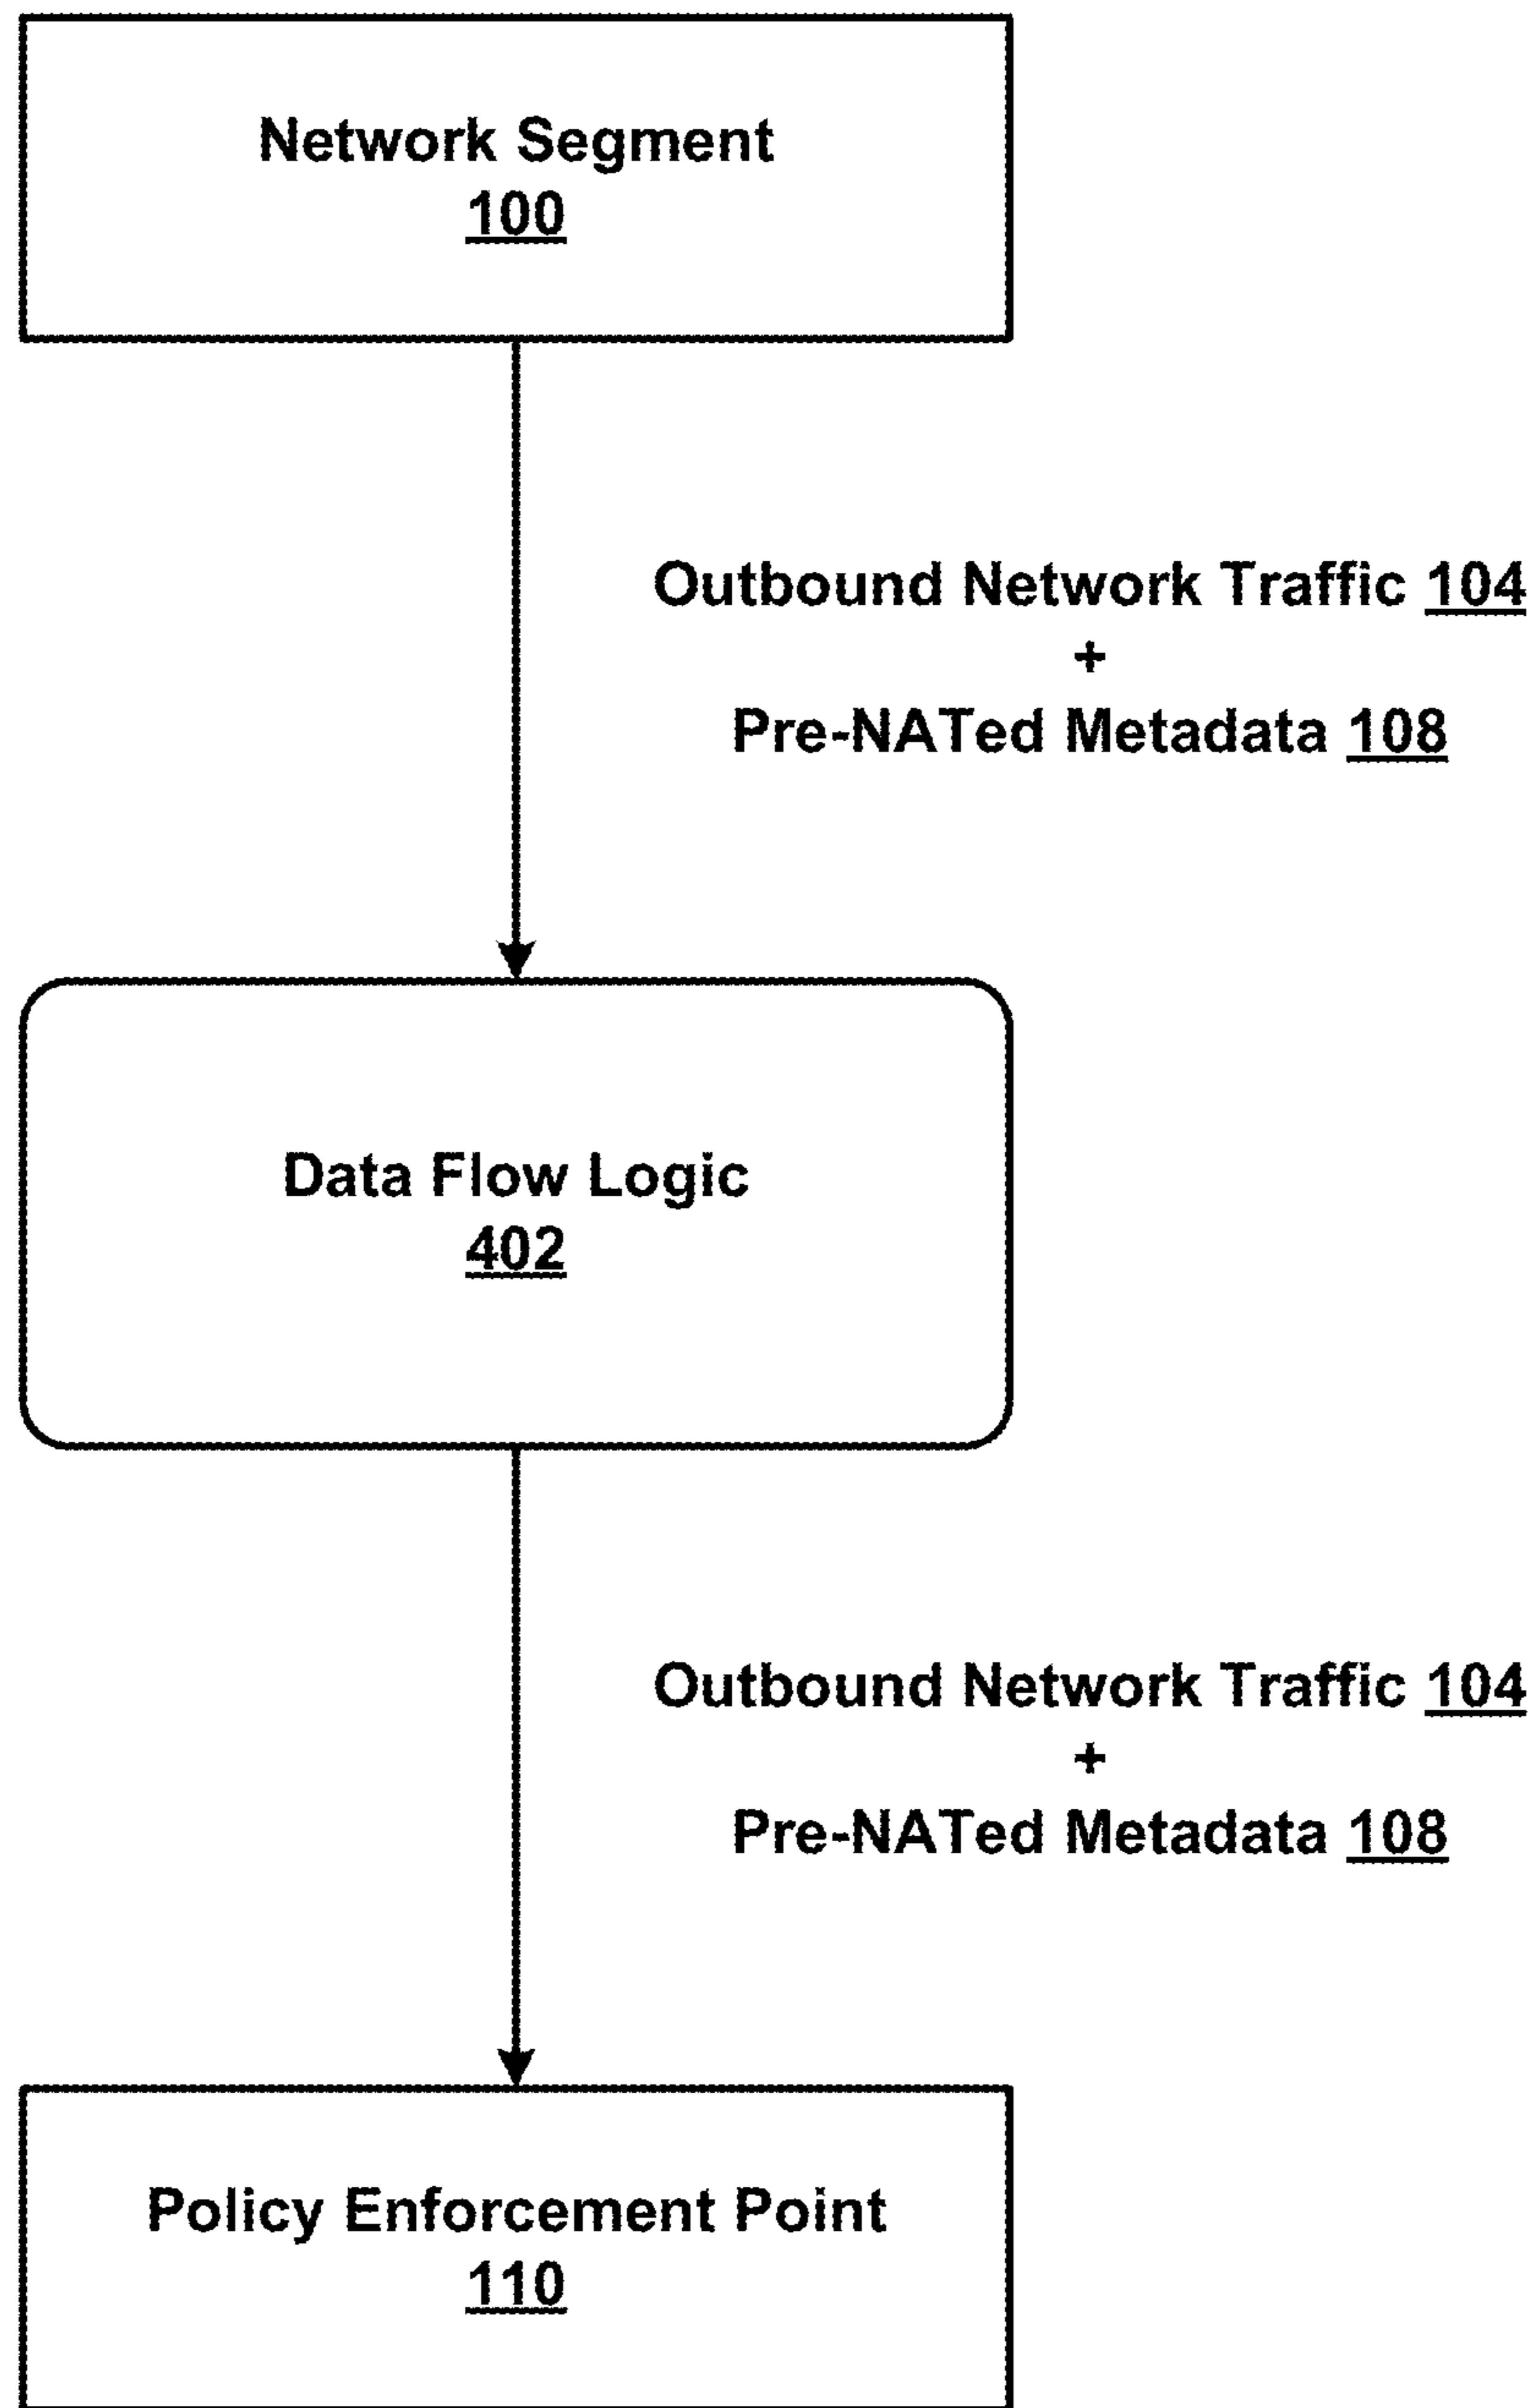 Network Segment
100
Outbound Network Traffic 104
+
Pre-NATed Metadata 108
Data Flow Logic
402
Outbound Network Traffic 104
+
Pre-NATed Metadata 108
Policy Enforcement Point
110